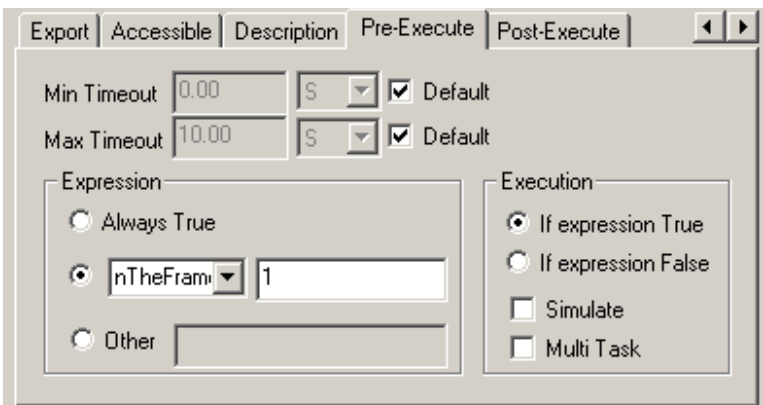 Export Accessible Description Pre-Execute Post-Execute
Min Timeout 0.00 S Default
Max Timeout 10.00 S Default
Expression
Always True
nTheFram 1
Other
Execution
If expression True
If expression False
Simulate
Multi Task